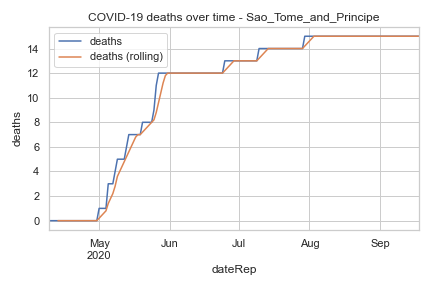 COVID-19 deaths over time - Sao_Tome_and_Principe
deaths
deaths (rolling)
14
12
10
8
6
4
2
0
deaths
May
2020
Jun
Jul
Aug
Sep
dateRep